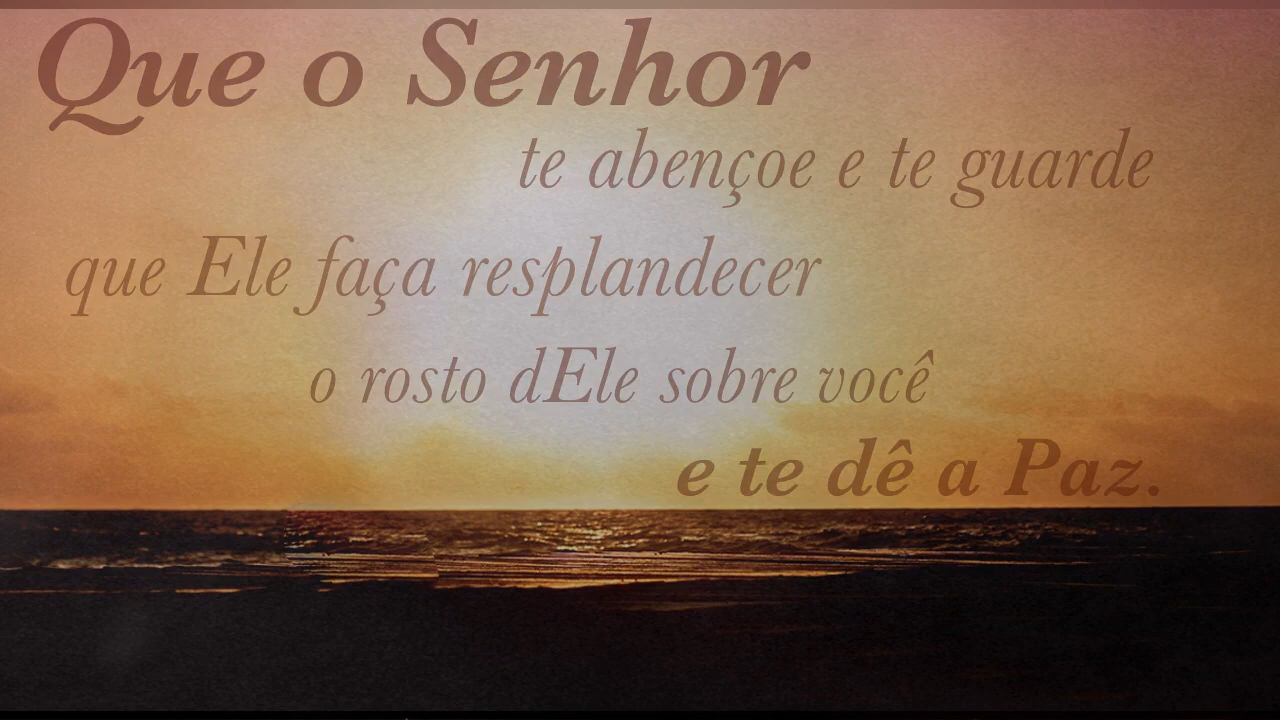 Que o Senhor
te abençoe e te guarde
que Ele faça resplandecer
o rosto dEle sobre você
e te dê a Paz.